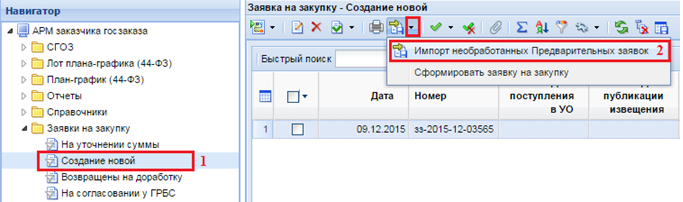 Навигатор
АРМ заказчика госзаказа
СГОЗ
Лот плана-графика (44-ФЗ)
План-график (44-ФЗ)
Отчеты
Справочники
Заявки на закупку
На уточнении суммы
Создание новой 1
Возвращены на доработку
На согласовании у ГРБС
Заявка на закупку - Создание новой
Импорт необработанных Предварительных заявок 2
Сформировать заявку на закупку
Быстрый поиск
Дата Номер поступления в УО публикации извещения
1 09.12.2015 зз-2015-12-03565